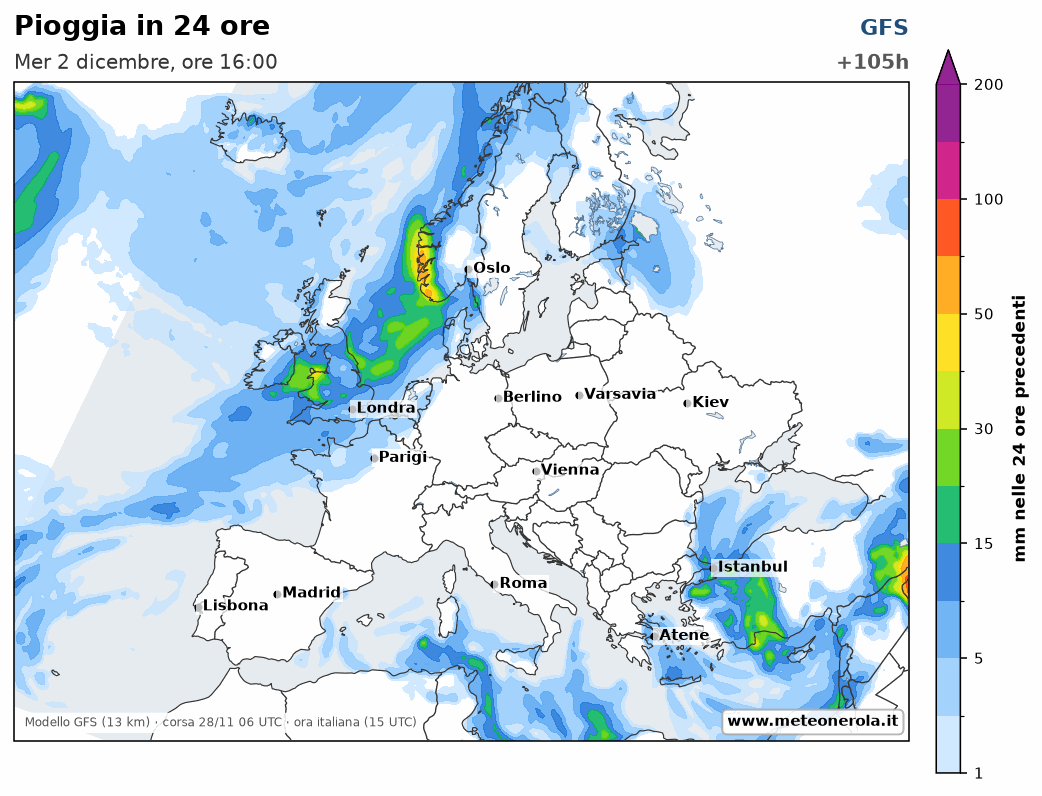 Pioggia in 24 ore
GFS
Mer 2 dicembre, ore 16:00
+105h
200
100
50
30
15
5
1
mm nelle 24 ore precedenti
Oslo
Berlino
Varsavia
Kiev
Londra
Parigi
Vienna
Istanbul
Roma
Madrid
Lisbona
Atene
Modello GFS (13 km) · corsa 28/11 06 UTC · ora italiana (15 UTC)
www.meteonerola.it